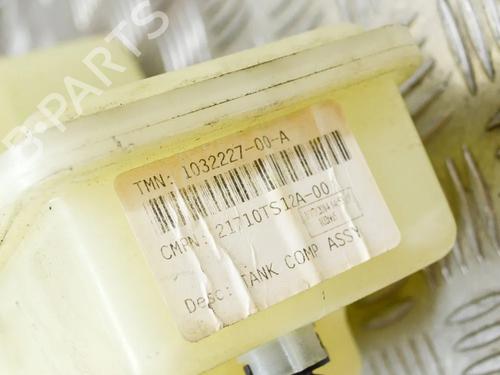 B-PARTS
TMN: 1032227-00-A
CMPN: 21710TS12A-00
Desc: TANK COMP ASSY